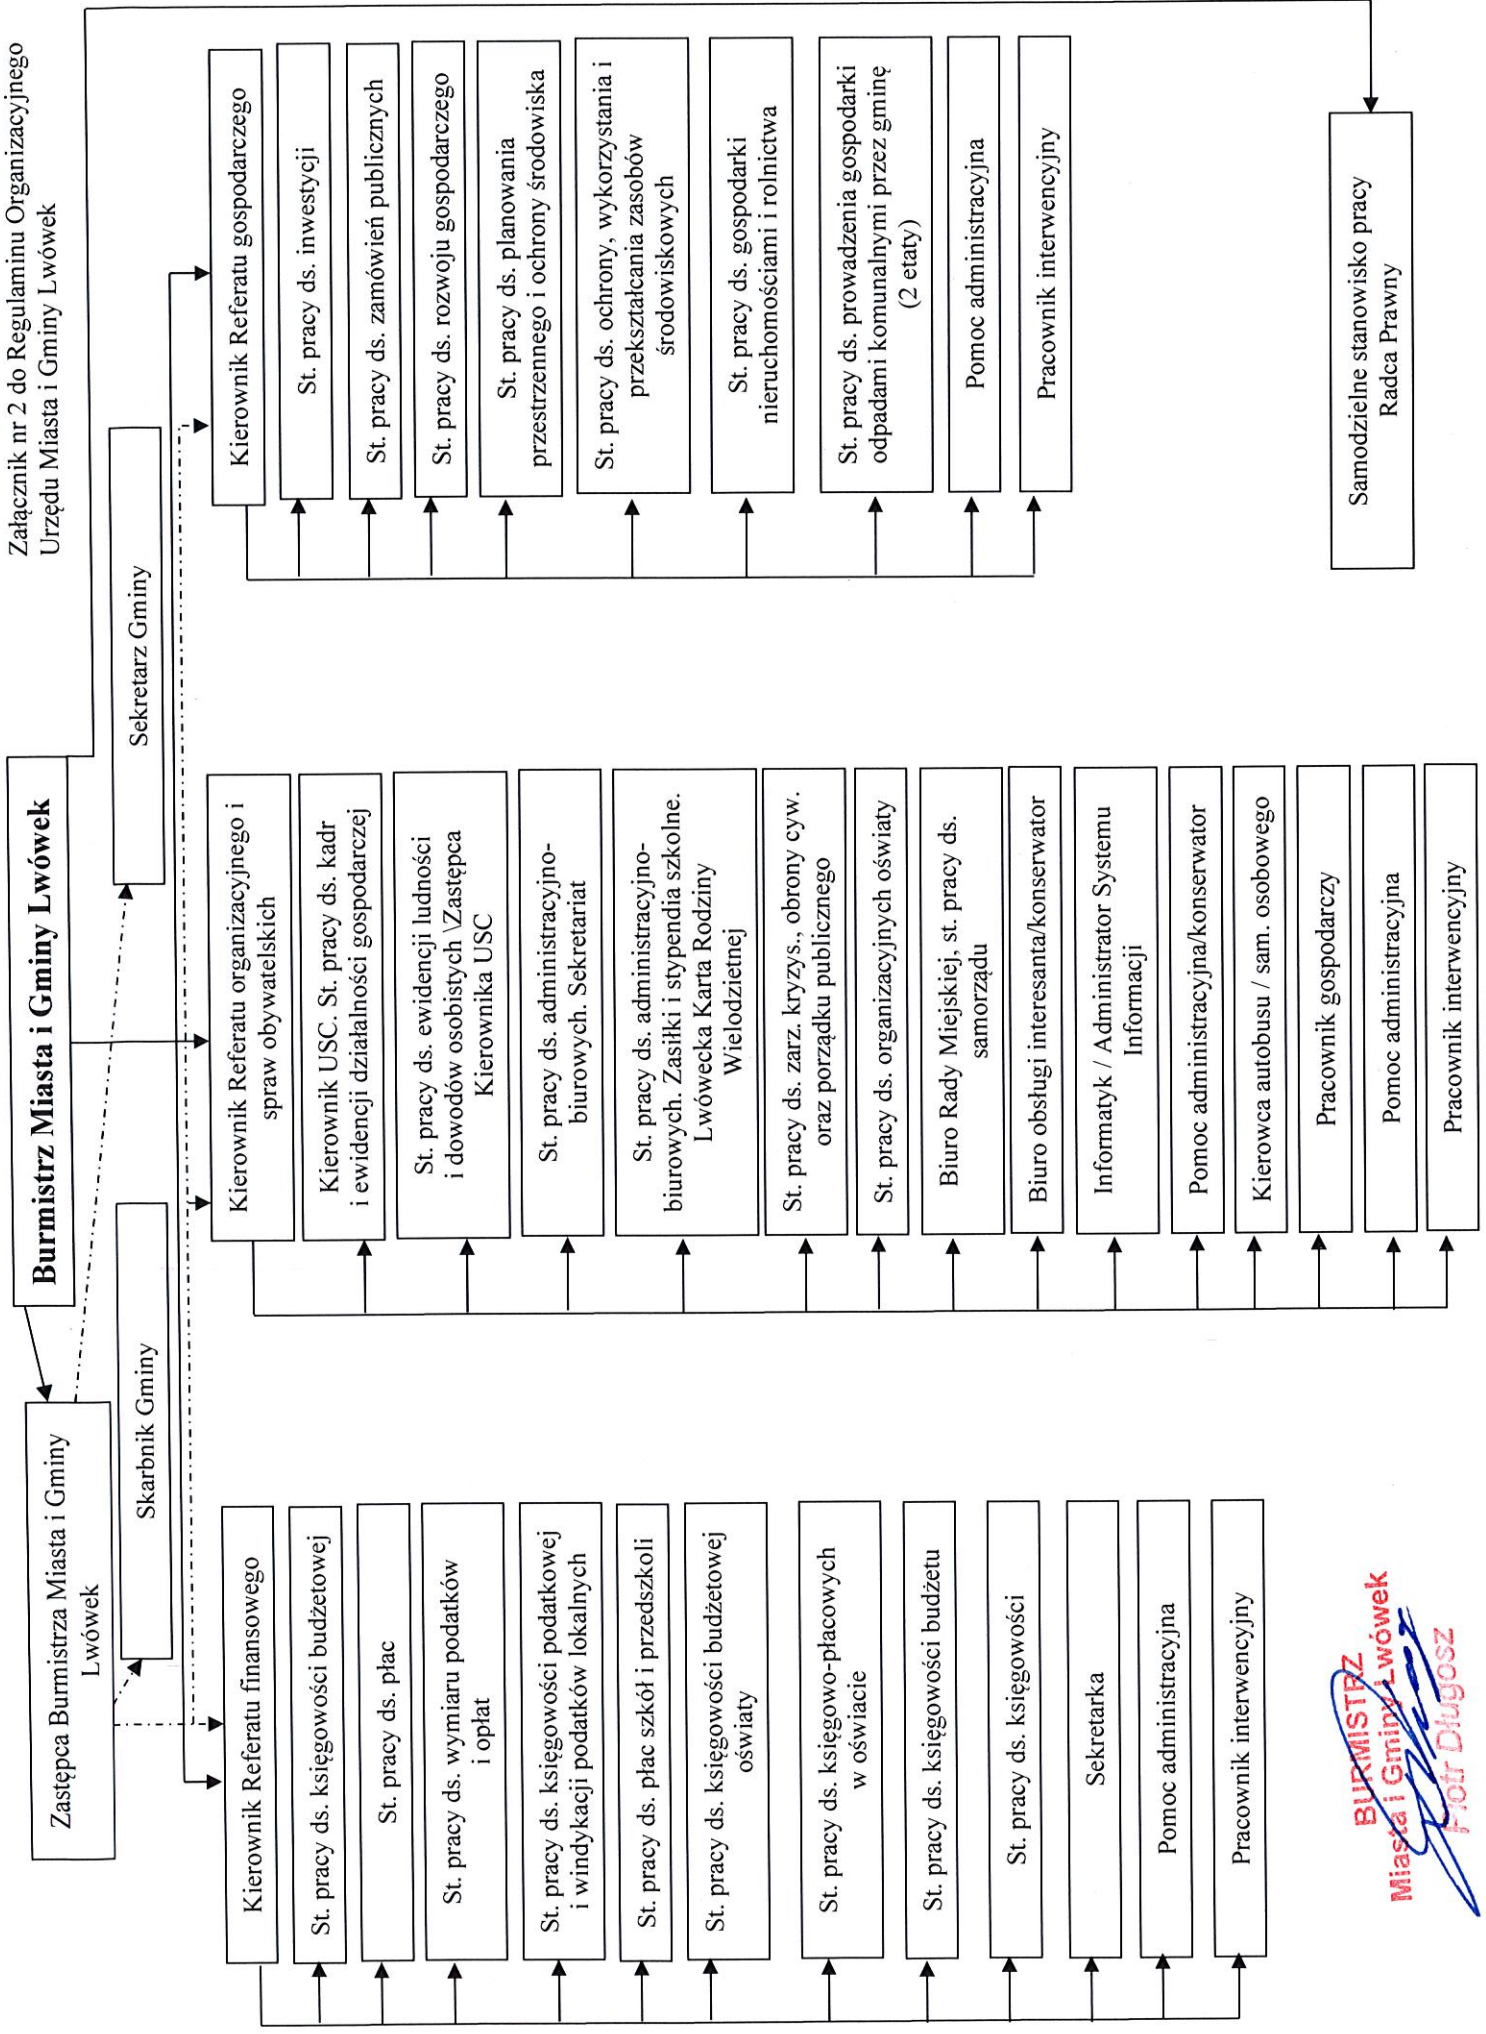 Załącznik nr 2 do Regulaminu Organizacyjnego
Urzędu Miasta i Gminy Lwówek
Burmistrz Miasta i Gminy Lwówek
Zastępca Burmistrza Miasta i Gminy
Lwówek
Skarbnik Gminy
Sekretarz Gminy
Kierownik Referatu finansowego
St. pracy ds. księgowości budżetowej
St. pracy ds. płac
St. pracy ds. wymiaru podatków
i opłat
St. pracy ds. księgowości podatkowej
i windykacji podatków lokalnych
St. pracy ds. płac szkół i przedszkoli
St. pracy ds. księgowości budżetowej
oświaty
St. pracy ds. księgowo-płacowych
w oświacie
St. pracy ds. księgowości budżetu
St. pracy ds. księgowości
Sekretarka
Pomoc administracyjna
Pracownik interwencyjny
Kierownik Referatu organizacyjnego i
spraw obywatelskich
Kierownik USC. St. pracy ds. kadr
i ewidencji działalności gospodarczej
St. pracy ds. ewidencji ludności
i dowodów osobistych \Zastępca
Kierownika USC
St. pracy ds. administracyjno-
biurowych. Sekretariat
St. pracy ds. administracyjno-
biurowych. Zasiłki i stypendia szkolne.
Lwówecka Karta Rodziny
Wielodzietnej
St. pracy ds. zarz. kryzys., obrony cyw.
oraz porządku publicznego
St. pracy ds. organizacyjnych oświaty
Biuro Rady Miejskiej, st. pracy ds.
samorządu
Biuro obsługi interesanta/konserwator
Informatyk / Administrator Systemu
Informacji
Pomoc administracyjna/konserwator
Kierowca autobusu / sam. osobowego
Pracownik gospodarczy
Pomoc administracyjna
Pracownik interwencyjny
Kierownik Referatu gospodarczego
St. pracy ds. inwestycji
St. pracy ds. zamówień publicznych
St. pracy ds. rozwoju gospodarczego
St. pracy ds. planowania
przestrzennego i ochrony środowiska
St. pracy ds. ochrony, wykorzystania i
przekształcania zasobów
środowiskowych
St. pracy ds. gospodarki
nieruchomościami i rolnictwa
St. pracy ds. prowadzenia gospodarki
odpadami komunalnymi przez gminę
(2 etaty)
Pomoc administracyjna
Pracownik interwencyjny
Samodzielne stanowisko pracy
Radca Prawny
BURMISTRZ
Miasta i Gminy Lwówek
Piotr Długosz